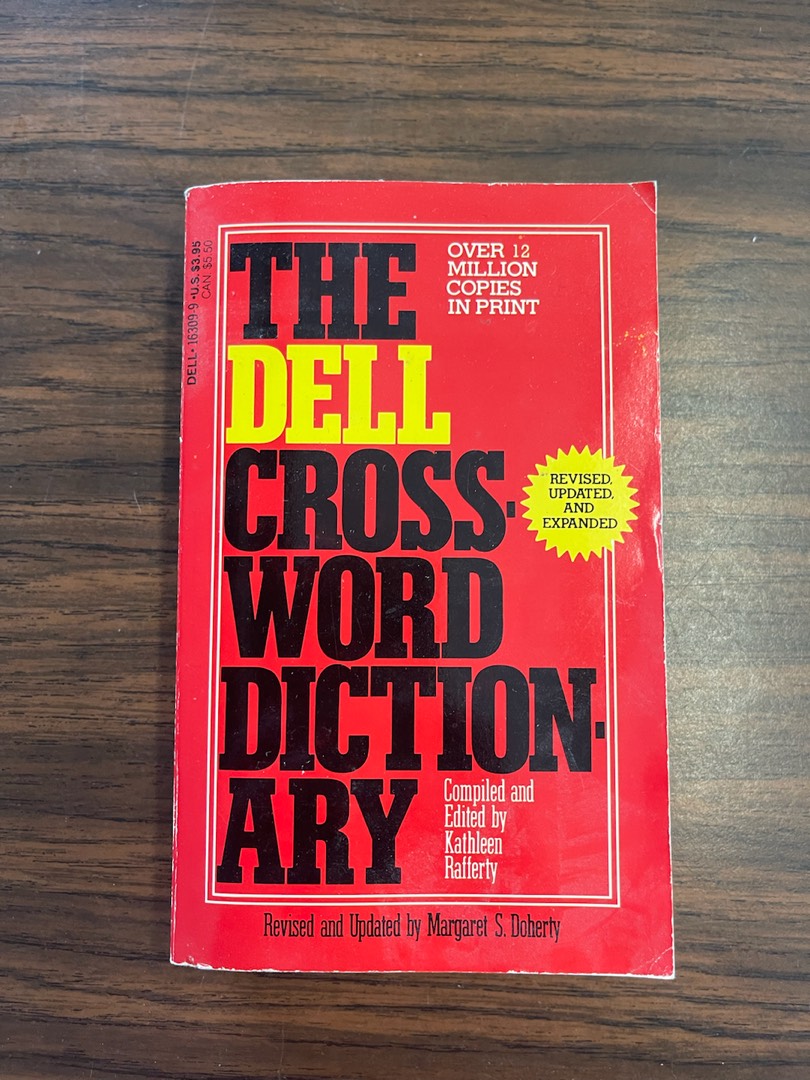 DELL • 16309-9 • U.S. $3.95
CAN $5.50
THE
DELL
CROSS-
WORD
DICTION-
ARY
OVER 12
MILLION
COPIES
IN PRINT
REVISED,
UPDATED,
AND
EXPANDED
Compiled and
Edited by
Kathleen
Rafferty
Revised and Updated by Margaret S. Doherty